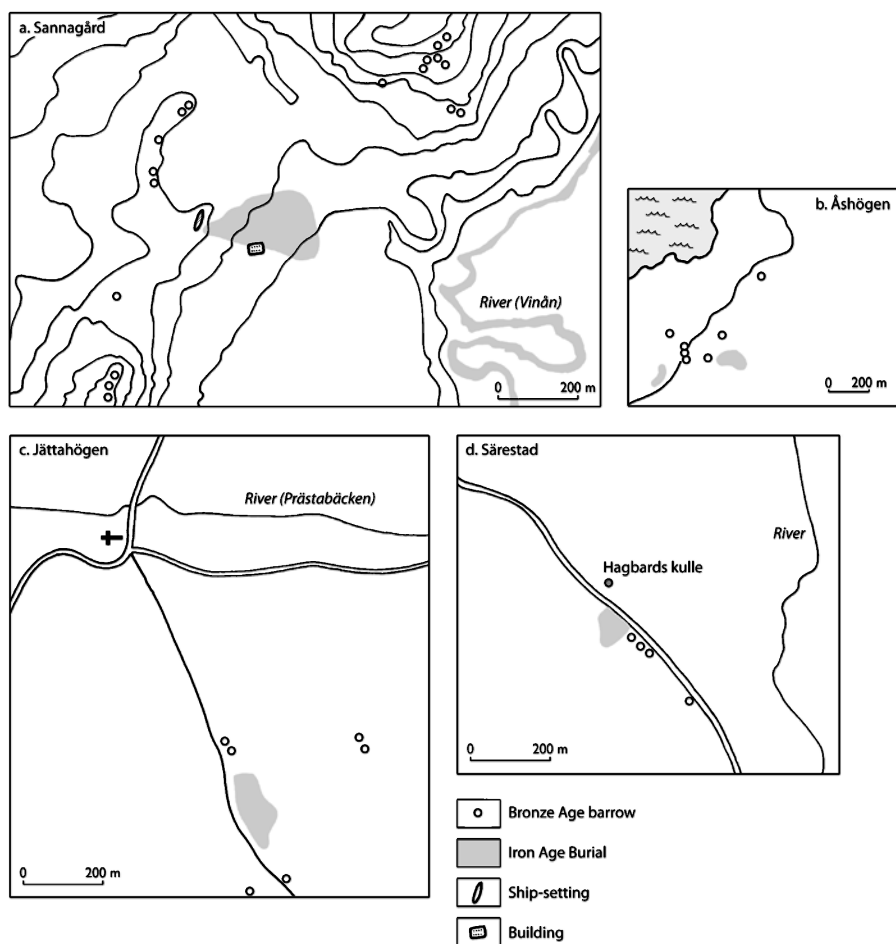 a. Sannagård
River (Vinån)
0 200 m
b. Åshögen
0 200 m
c. Jättahögen
River (Prästabäcken)
0 200 m
d. Särestad
River
Hagbards kulle
0 200 m
Bronze Age barrow
Iron Age Burial
Ship-setting
Building